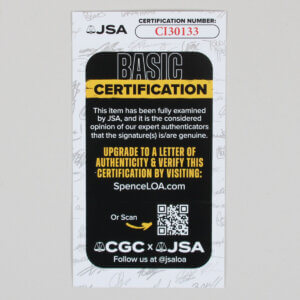 JSA
CERTIFICATION NUMBER:
CI30133
BASIC
CERTIFICATION
This item has been fully examined
by JSA, and it is the considered
opinion of our expert authenticators
that the signature(s) is/are genuine.
UPGRADE TO A LETTER OF
AUTHENTICITY & VERIFY THIS
CERTIFICATION BY VISITING:
SpenceLOA.com
Or Scan
CGC x JSA
Follow us at @jsaloa